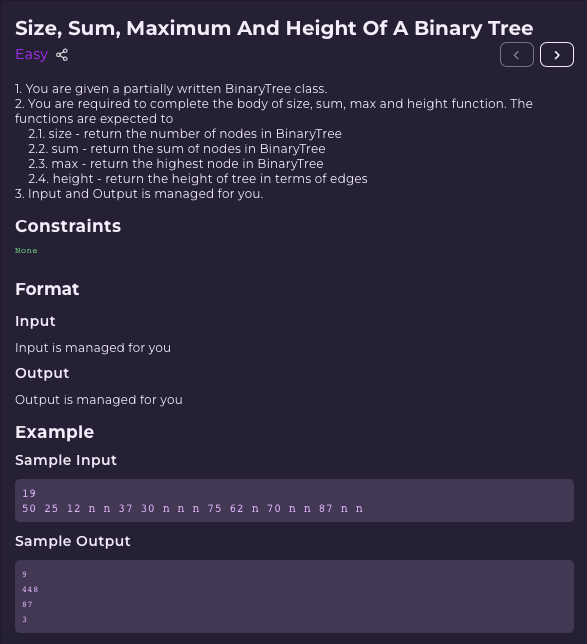 Size, Sum, Maximum And Height Of A Binary Tree
Easy
1. You are given a partially written BinaryTree class.
2. You are required to complete the body of size, sum, max and height function. The
functions are expected to
2.1. size - return the number of nodes in BinaryTree
2.2. sum - return the sum of nodes in BinaryTree
2.3. max - return the highest node in BinaryTree
2.4. height - return the height of tree in terms of edges
3. Input and Output is managed for you.
Constraints
None
Format
Input
Input is managed for you
Output
Output is managed for you
Example
Sample Input
19
50 25 12 n n 37 30 n n n 75 62 n 70 n n 87 n n
Sample Output
9
448
87
3